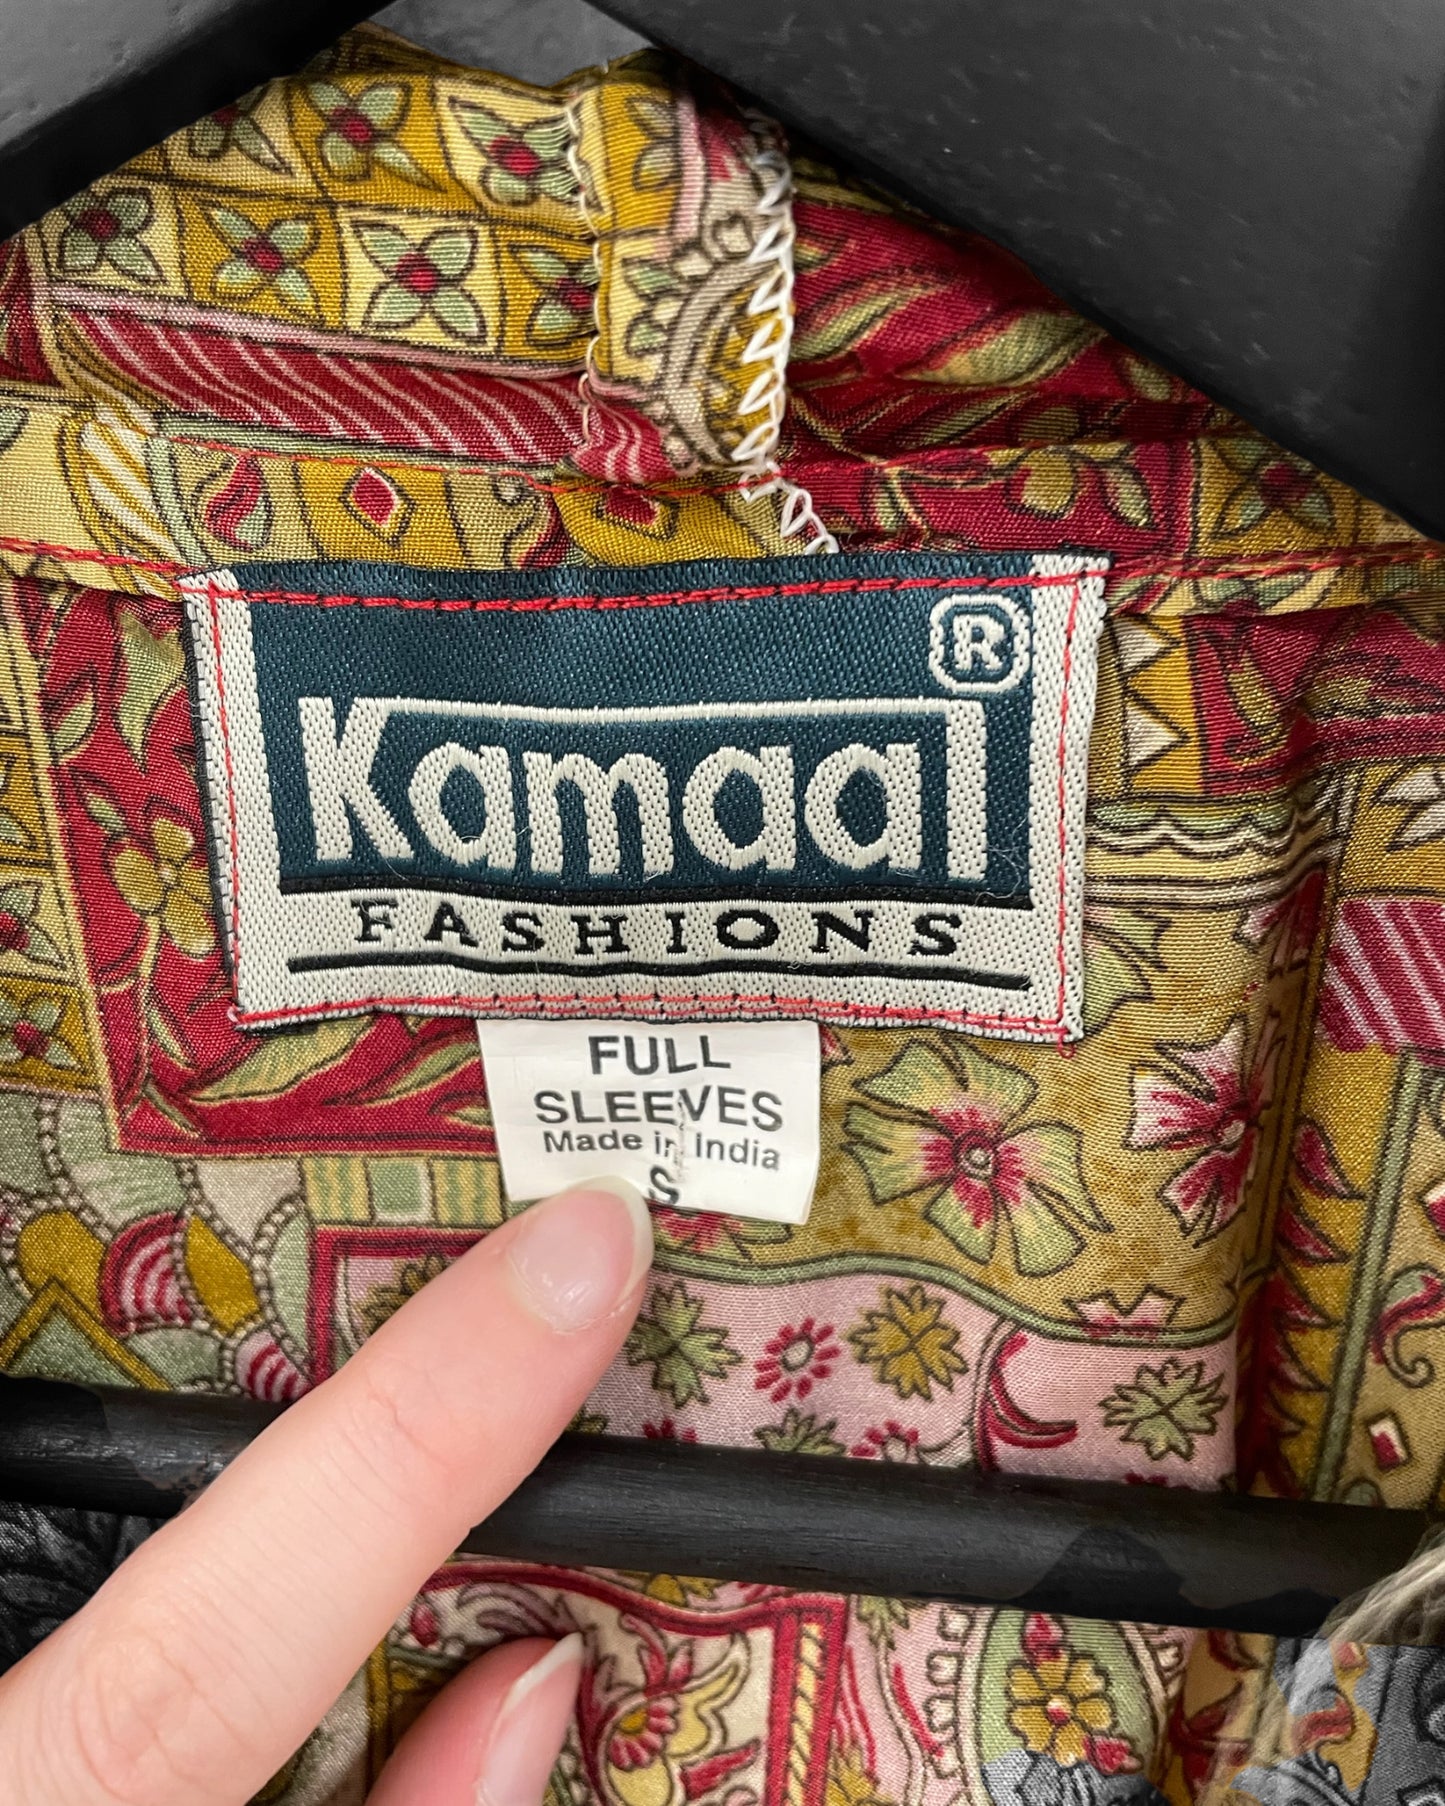 ®
Kamaal
FASHIONS
FULL
SLEEVES
Made in India
S